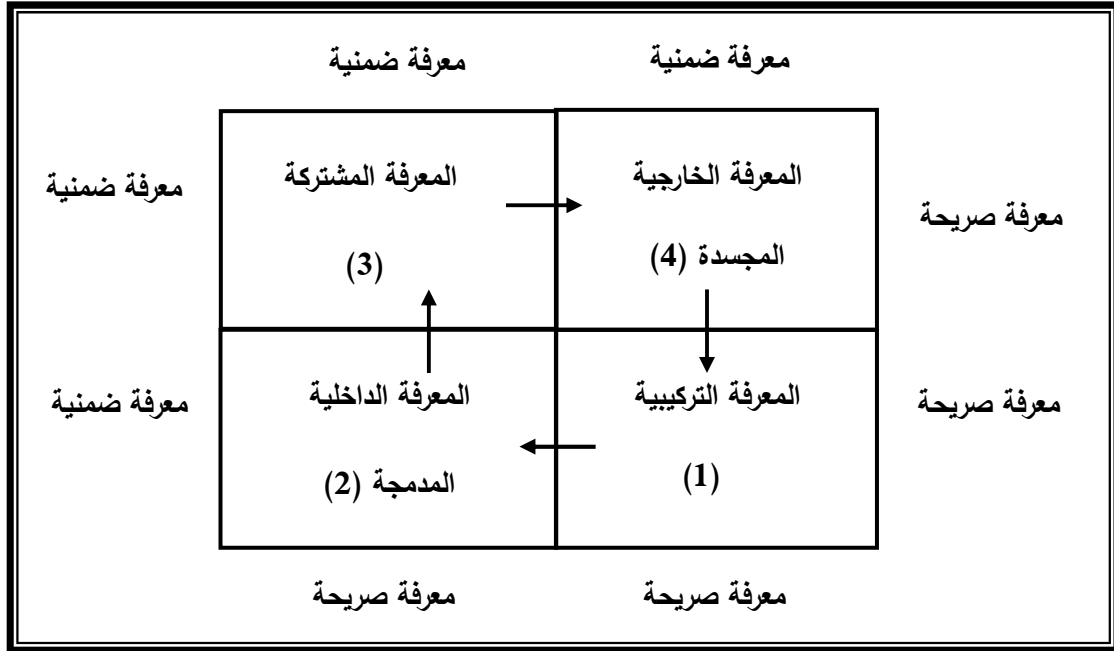 معرفة ضمنية
معرفة ضمنية
المعرفة الخارجية
المعرفة المشتركة
معرفة صريحة
معرفة ضمنية
المجسدة (4)
(3)
المعرفة التركيبية
المعرفة الداخلية
معرفة صريحة
معرفة ضمنية
(1)
المدمجة (2)
معرفة صريحة
معرفة صريحة